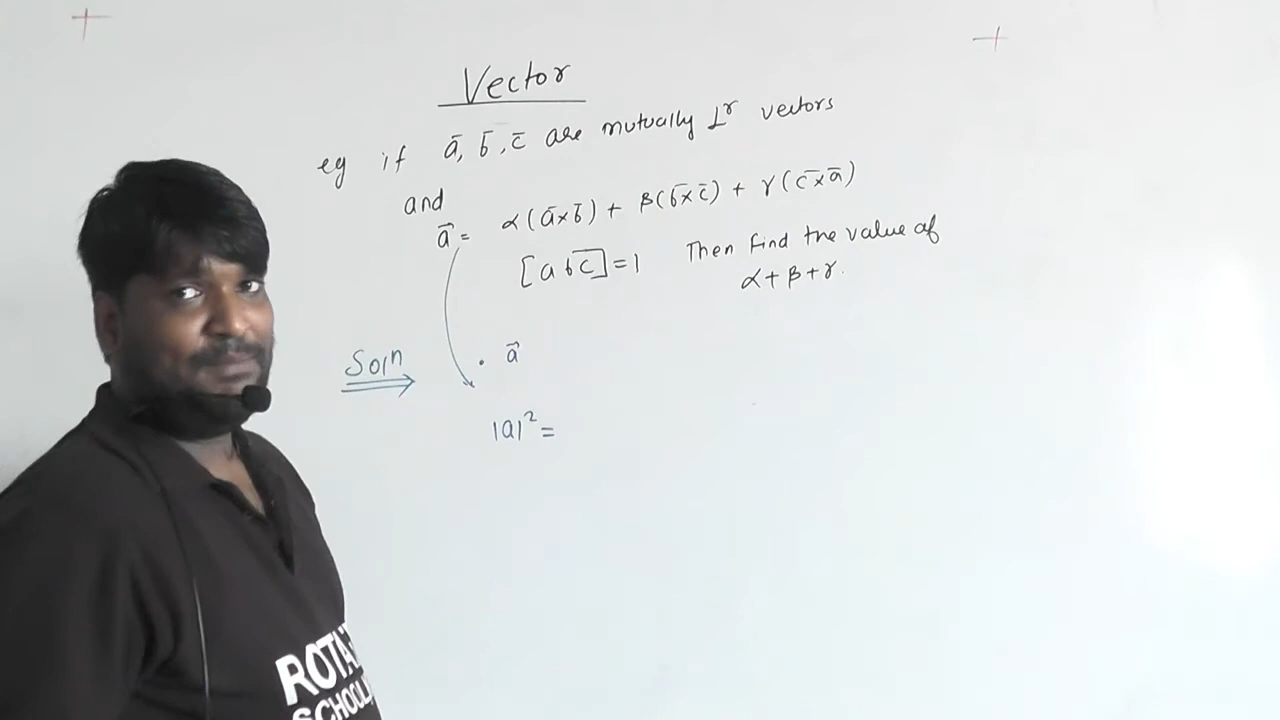 Vector
eg if a̅, b̅, c̅ are mutually ⊥r vectors
and
a⃗ = α(a̅×b̅) + β(b̅×c̅) + γ(c̅×a̅)
[a b c̅] = 1 Then find the value of
α+β+γ.
Soln
· a⃗
|a|² =
ROTA
SCHOOL